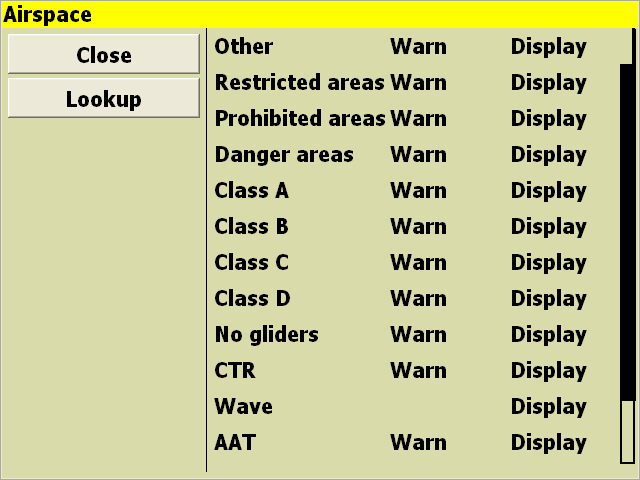 Airspace
Close
Lookup
Other Warn Display
Restricted areas Warn Display
Prohibited areas Warn Display
Danger areas Warn Display
Class A Warn Display
Class B Warn Display
Class C Warn Display
Class D Warn Display
No gliders Warn Display
CTR Warn Display
Wave Display
AAT Warn Display